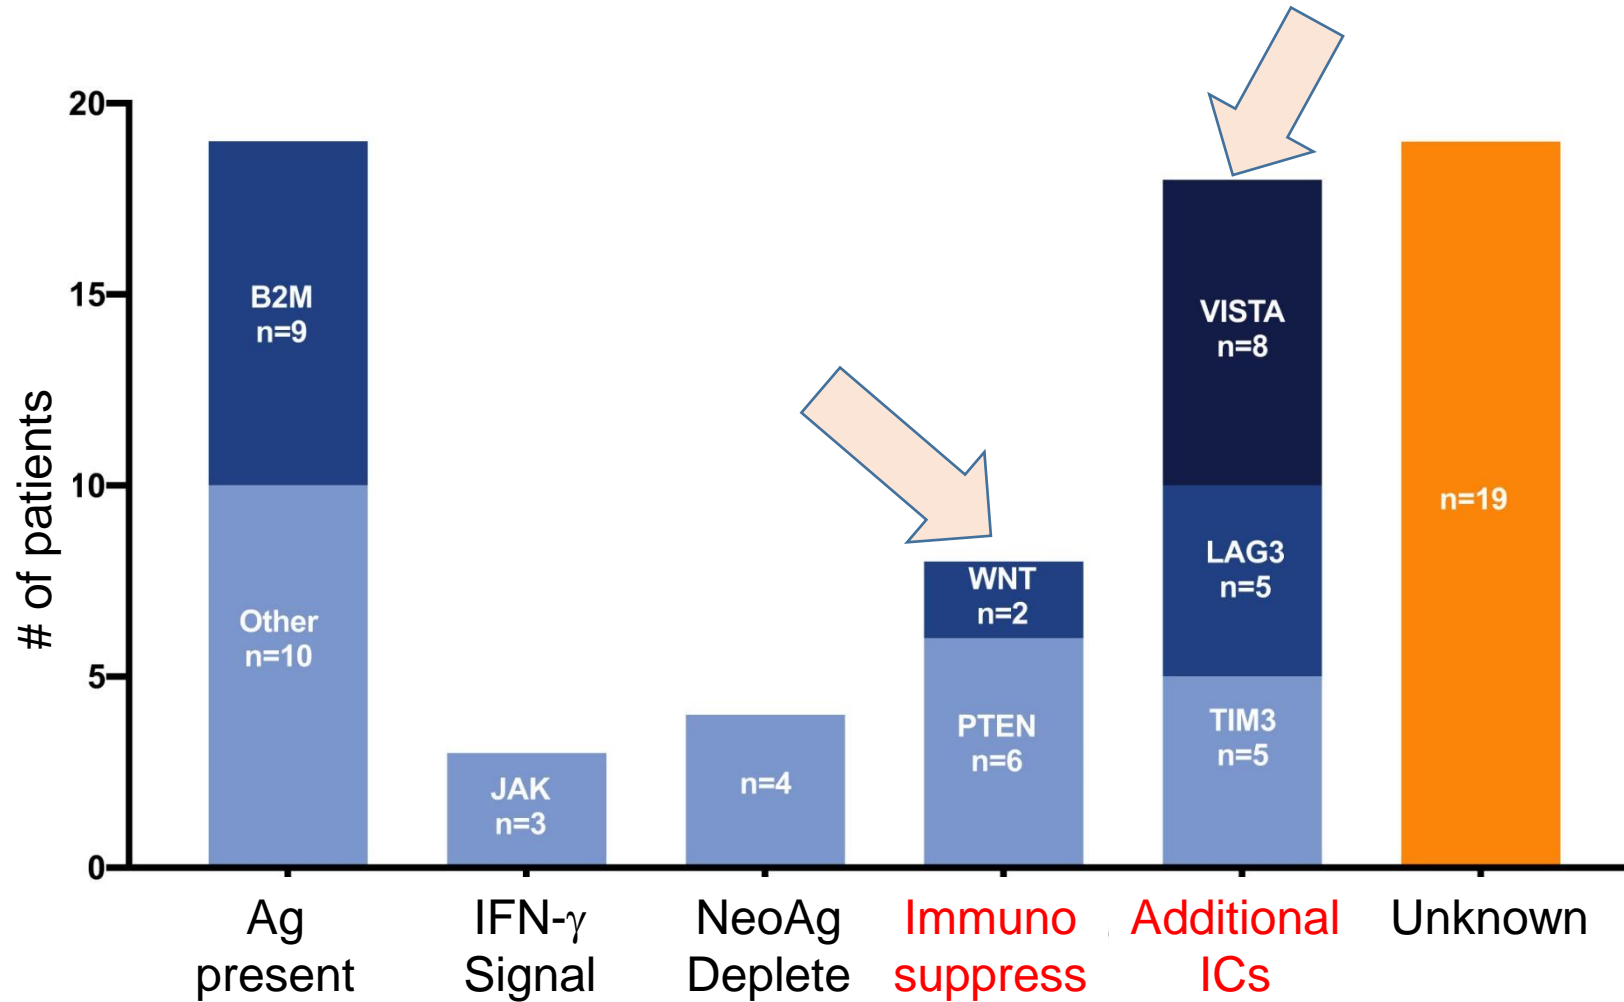 # of patients
20
15
10
5
0
B2M
n=9
Other
n=10
JAK
n=3
n=4
WNT
n=2
PTEN
n=6
VISTA
n=8
LAG3
n=5
TIM3
n=5
n=19
Ag
present
IFN-γ
Signal
NeoAg
Deplete
Immuno
suppress
Additional
ICs
Unknown